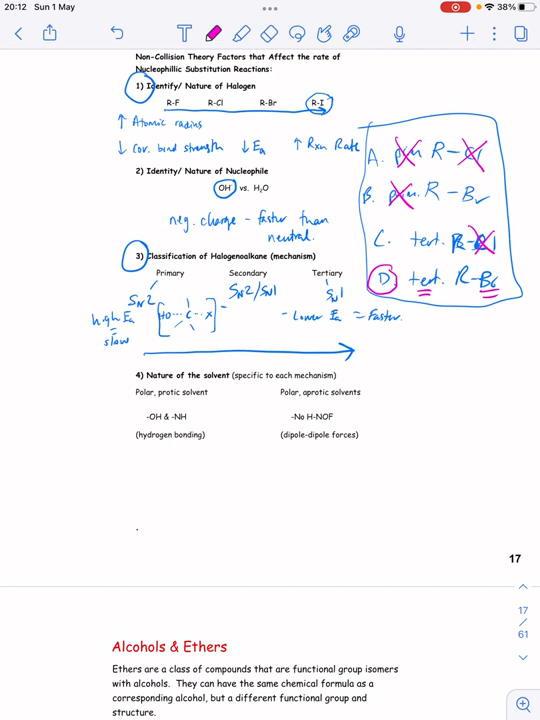 20:12 Sun 1 May
38%
Non-Collision Theory Factors that Affect the rate of
Nucleophillic Substitution Reactions:
1) Identify/ Nature of Halogen
R-F R-Cl R-Br R-I
↑ Atomic radius
↓ Cov. bond strength ↓ Ea ↑ Rxn Rate
2) Identity/ Nature of Nucleophile
OH⁻ vs. H₂O
neg. charge - faster than
neutral.
3) Classification of Halogenoalkane (mechanism)
Primary Secondary Tertiary
SN2 SN2/SN1 SN1
high Ea
= slow
[HO ··· C ··· X]⁻
- Lower Ea = Faster.
A. prim R - Cl
B. prim. R - Br
C. tert. R-Cl
D. tert. R-Br
4) Nature of the solvent (specific to each mechanism)
Polar, protic solvent Polar, aprotic solvents
-OH & -NH -No H-NOF
(hydrogen bonding) (dipole-dipole forces)
17
17
/
61
Alcohols & Ethers
Ethers are a class of compounds that are functional group isomers
with alcohols. They can have the same chemical formula as a
corresponding alcohol, but a different functional group and
structure.